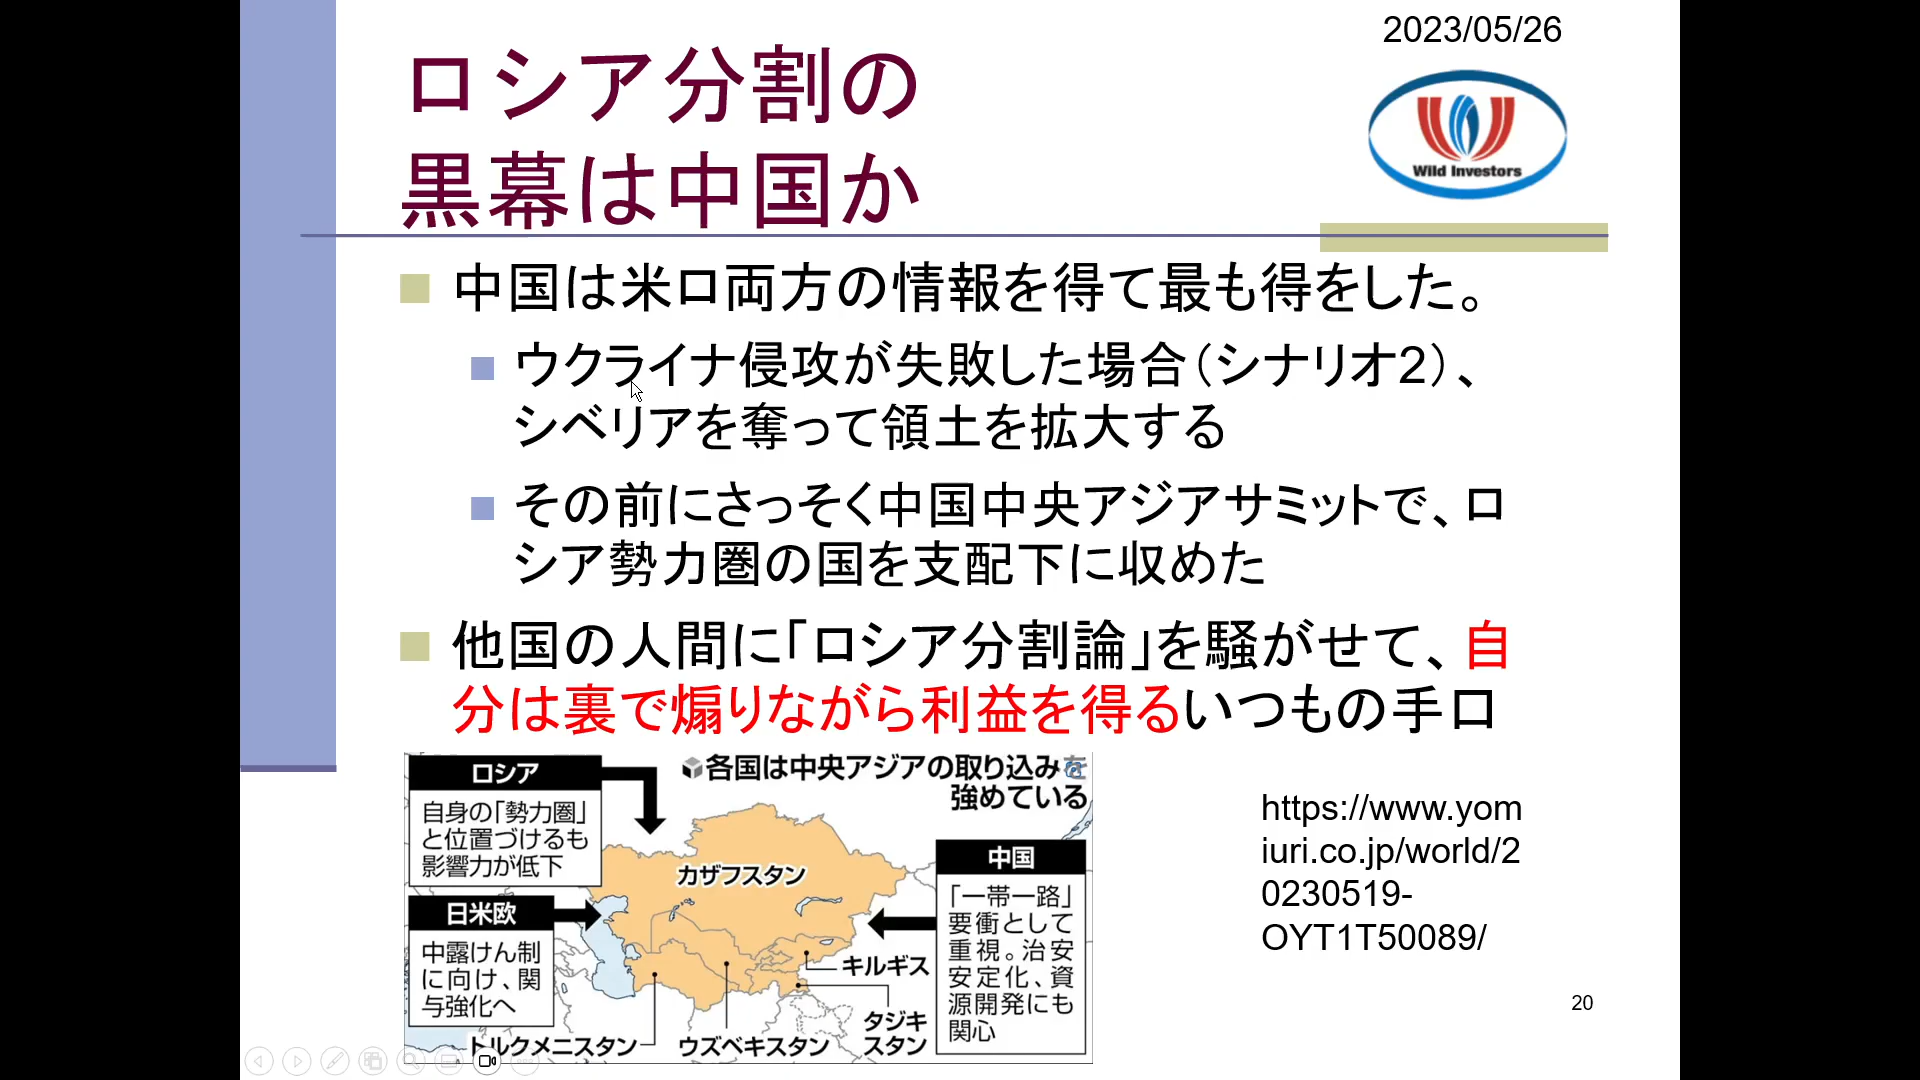 2023/05/26
ロシア分割の
黒幕は中国か
Wild Investors
中国は米ロ両方の情報を得て最も得をした。
ウクライナ侵攻が失敗した場合（シナリオ2）、
シベリアを奪って領土を拡大する
その前にさっそく中国中央アジアサミットで、ロ
シア勢力圏の国を支配下に収めた
他国の人間に「ロシア分割論」を騒がせて、自
分は裏で煽りながら利益を得るいつもの手口
各国は中央アジアの取り込みを
強めている
ロシア
自身の「勢力圏」
と位置づけるも
影響力が低下
日米欧
中露けん制
に向け、関
与強化へ
中国
「一帯一路」
要衝として
重視。治安
安定化、資
源開発にも
関心
カザフスタン
キルギス
タジキ
スタン
トルクメニスタン
ウズベキスタン
https://www.yom
iuri.co.jp/world/2
0230519-
OYT1T50089/
20